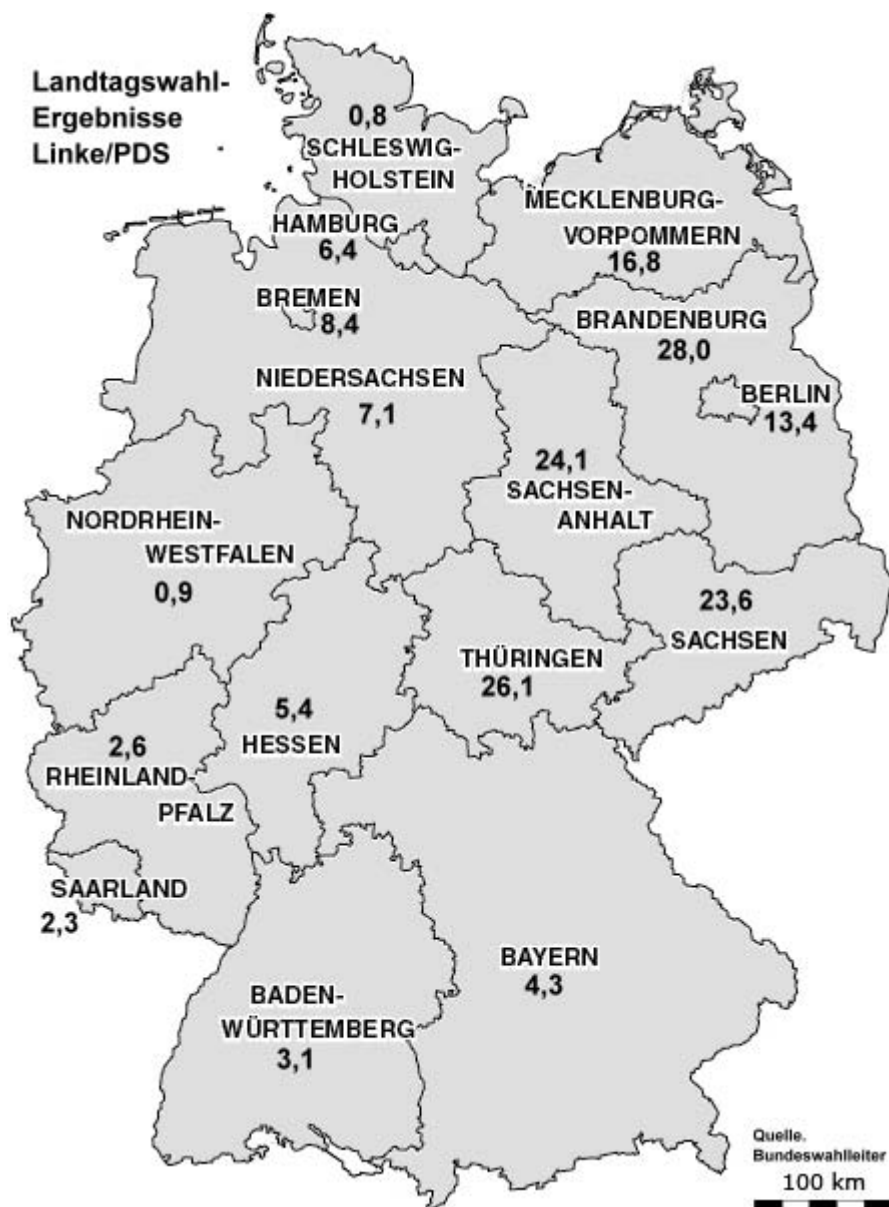 Landtagswahl-
Ergebnisse
Linke/PDS
0,8
SCHLESWIG-
HOLSTEIN
MECKLENBURG-
VORPOMMERN
16,8
HAMBURG
6,4
BREMEN
8,4
BRANDENBURG
28,0
NIEDERSACHSEN
7,1
BERLIN
13,4
24,1
SACHSEN-
ANHALT
NORDRHEIN-
WESTFALEN
0,9
23,6
SACHSEN
THÜRINGEN
26,1
5,4
HESSEN
2,6
RHEINLAND-
PFALZ
SAARLAND
2,3
BAYERN
4,3
BADEN-
WÜRTTEMBERG
3,1
Quelle.
Bundeswahlleiter
100 km